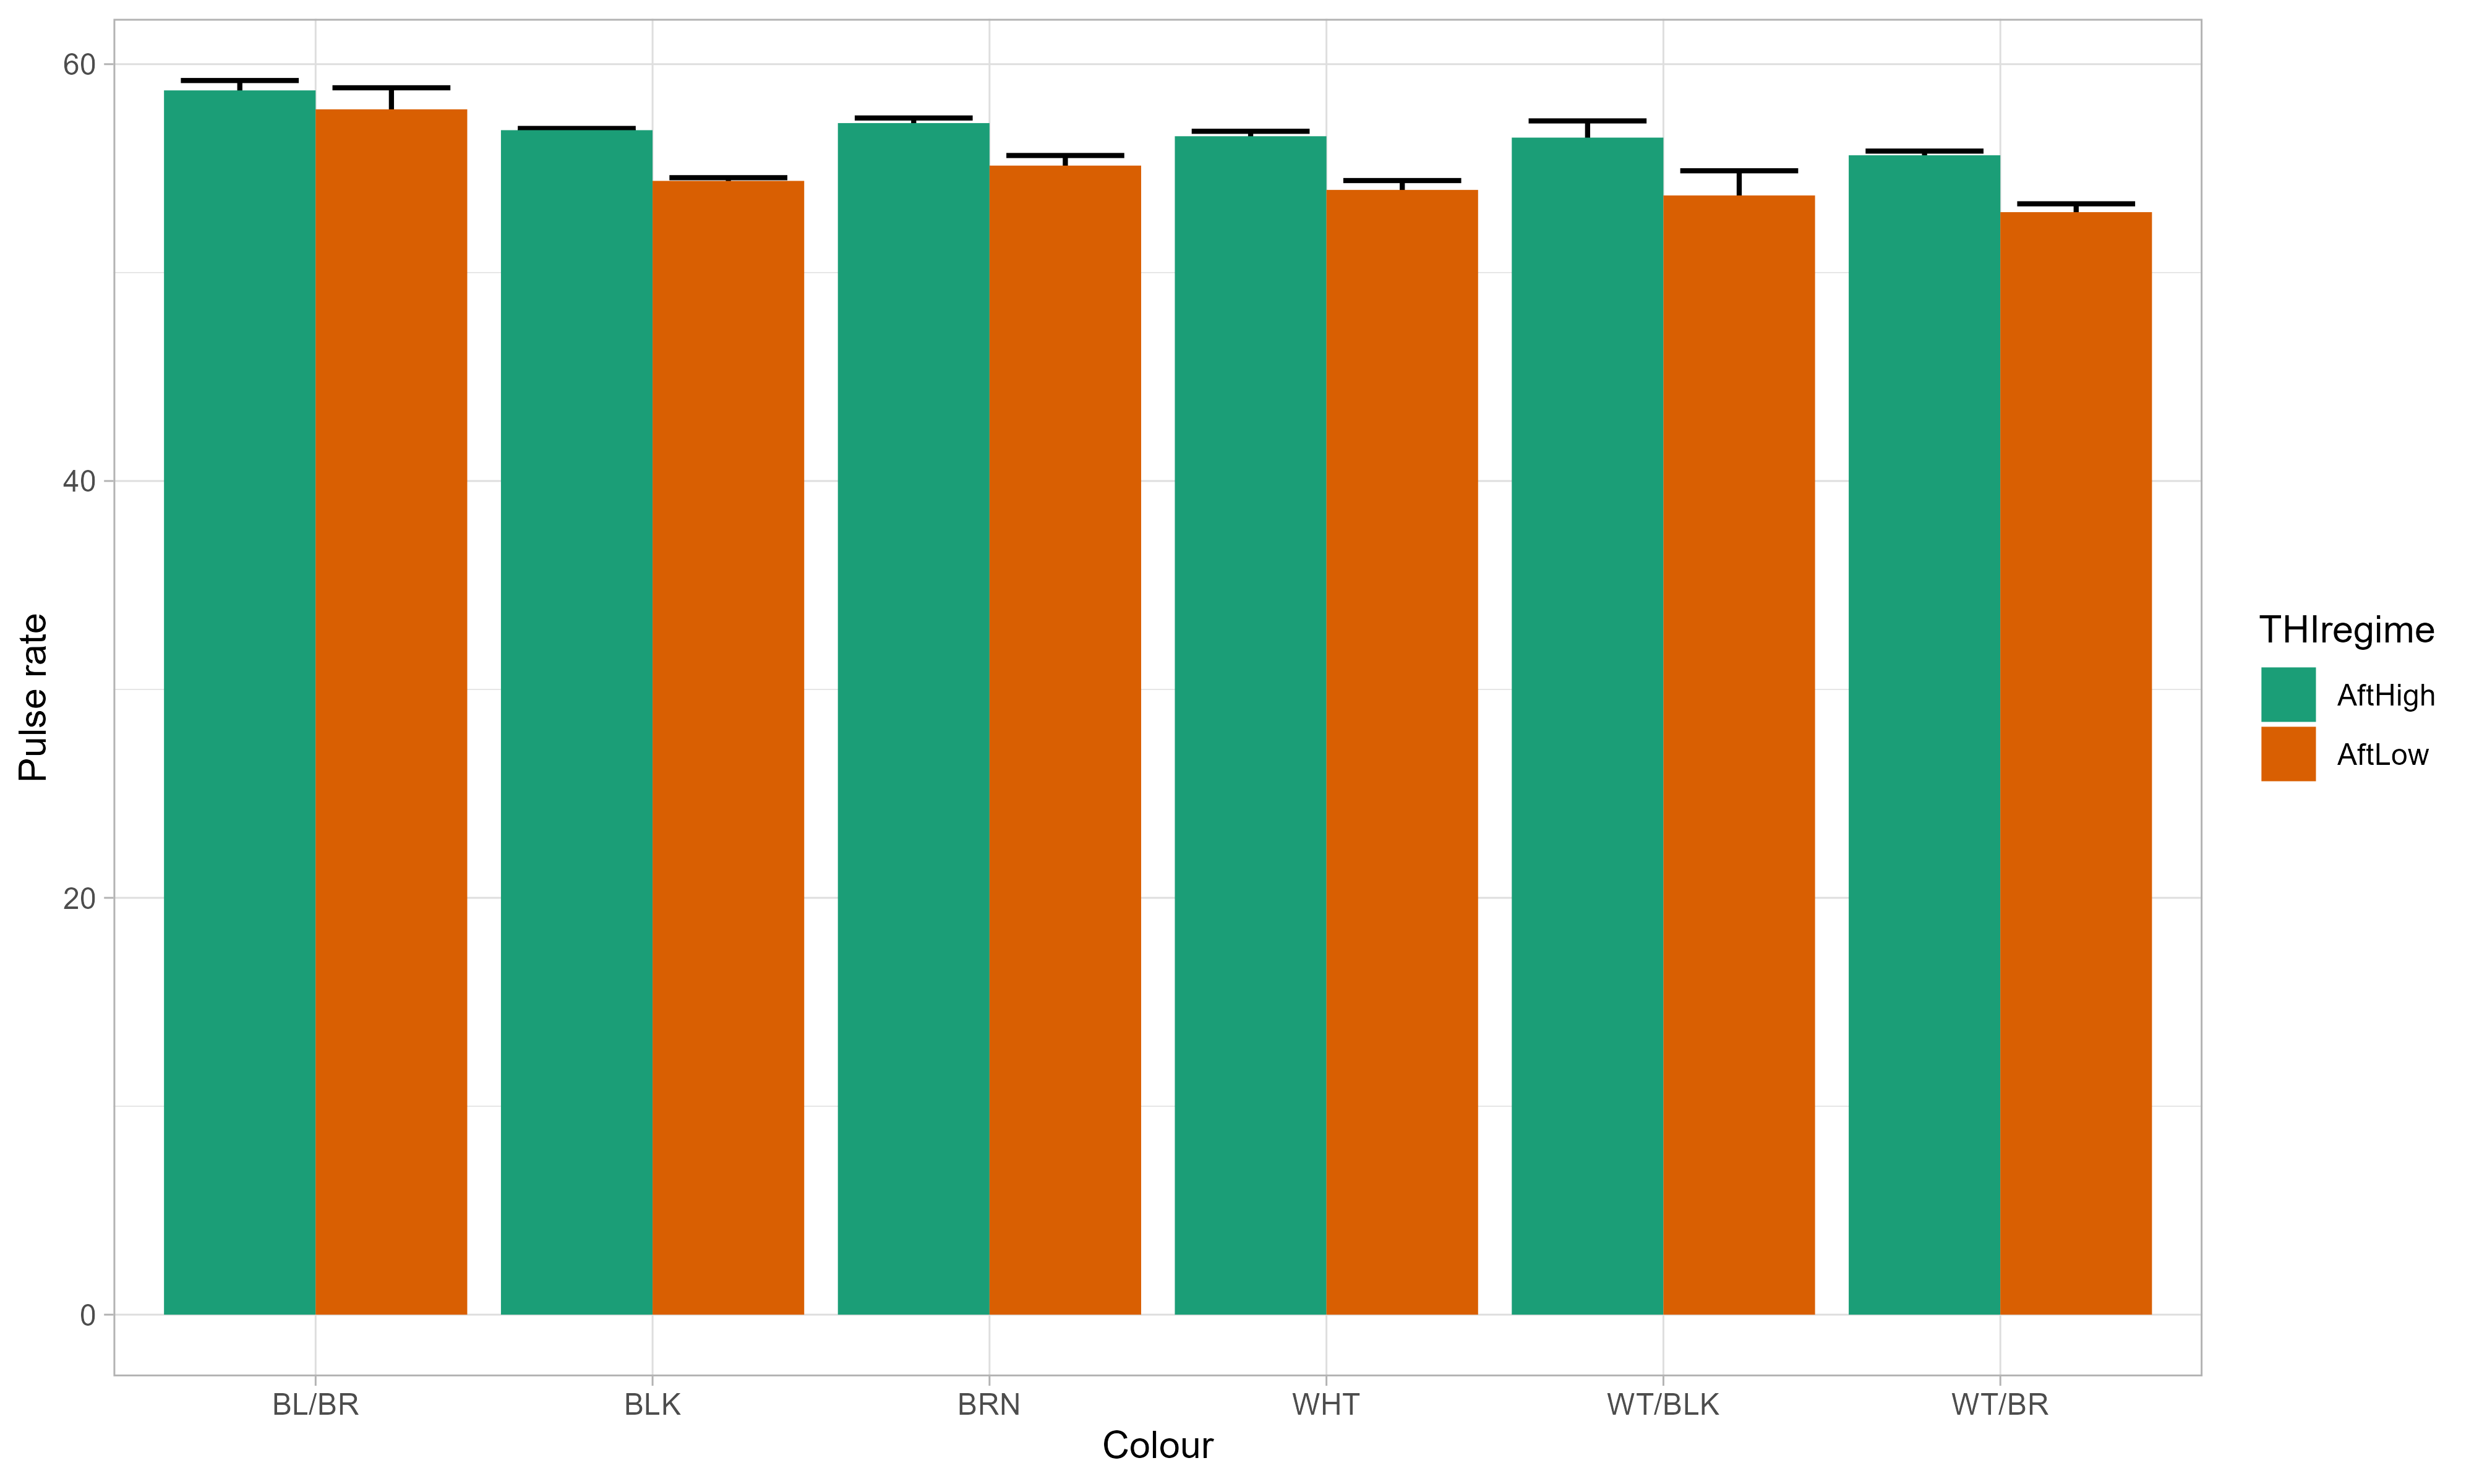 60
40
20
0
Pulse rate
BL/BR BLK BRN WHT WT/BLK WT/BR
Colour
THIregime
AftHigh
AftLow